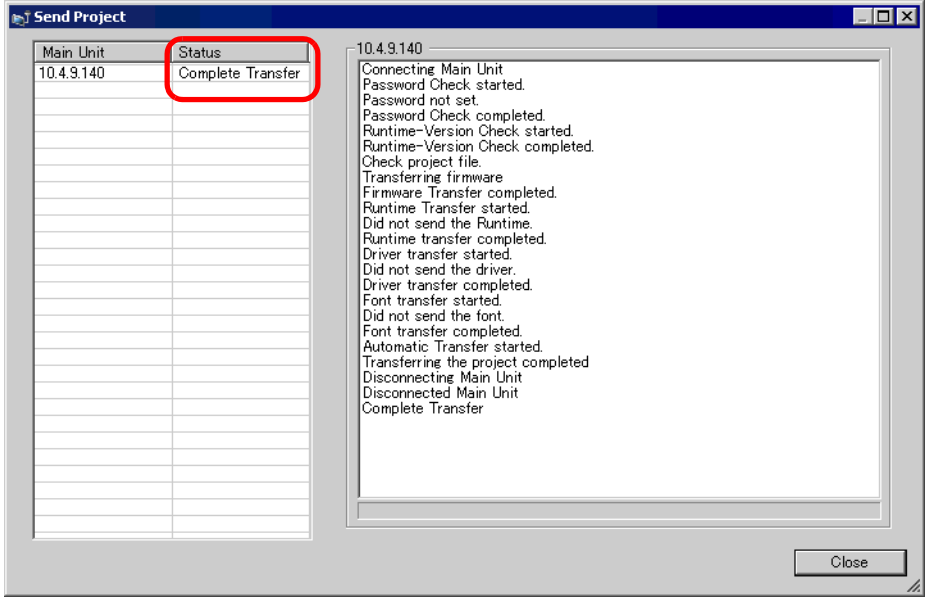 Send Project
Main Unit Status
10.4.9.140 Complete Transfer
10.4.9.140
Connecting Main Unit
Password Check started.
Password not set.
Password Check completed.
Runtime-Version Check started.
Runtime-Version Check completed.
Check project file.
Transferring firmware
Firmware Transfer completed.
Runtime Transfer started.
Did not send the Runtime.
Runtime transfer completed.
Driver transfer started.
Did not send the driver.
Driver transfer completed.
Font transfer started.
Did not send the font.
Font transfer completed.
Automatic Transfer started.
Transferring the project completed
Disconnecting Main Unit
Disconnected Main Unit
Complete Transfer
Close